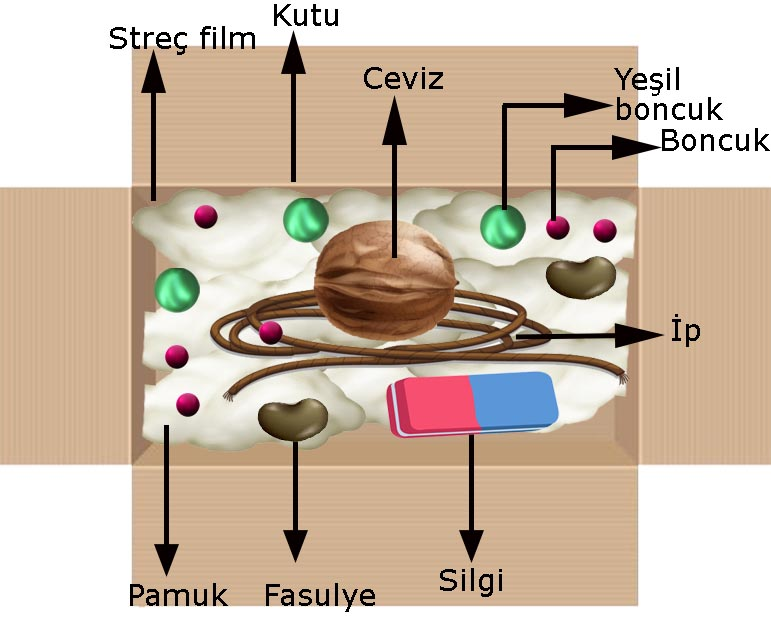 Kutu
Streç film
Ceviz
Yeşil
boncuk
Boncuk
İp
Silgi
Pamuk
Fasulye